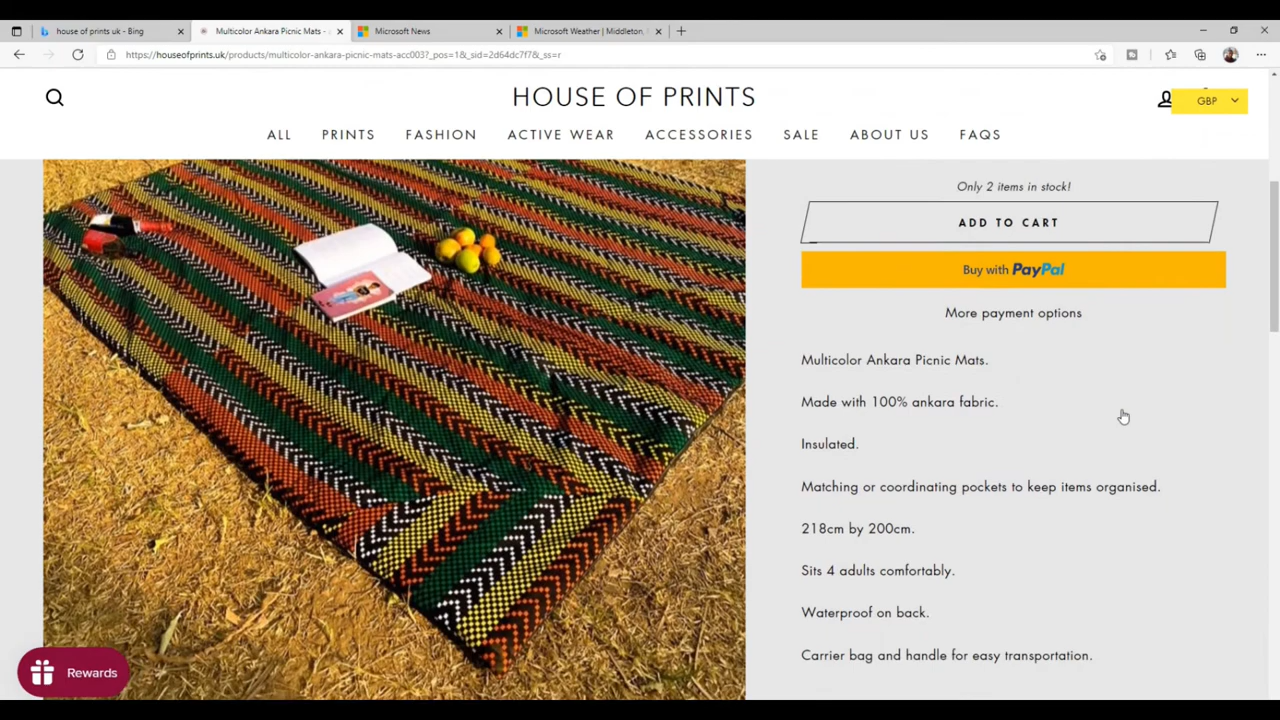 house of prints uk - Bing
Multicolor Ankara Picnic Mats -
Microsoft News
Microsoft Weather | Middleton,
https://houseofprints.uk/products/multicolor-ankara-picnic-mats-acc003?_pos=1&_sid=2d64dc7f7&_ss=r
HOUSE OF PRINTS
GBP
ALL PRINTS FASHION ACTIVE WEAR ACCESSORIES SALE ABOUT US FAQS
Only 2 items in stock!
ADD TO CART
Buy with PayPal
More payment options
Multicolor Ankara Picnic Mats.
Made with 100% ankara fabric.
Insulated.
Matching or coordinating pockets to keep items organised.
218cm by 200cm.
Sits 4 adults comfortably.
Waterproof on back.
Carrier bag and handle for easy transportation.
Rewards